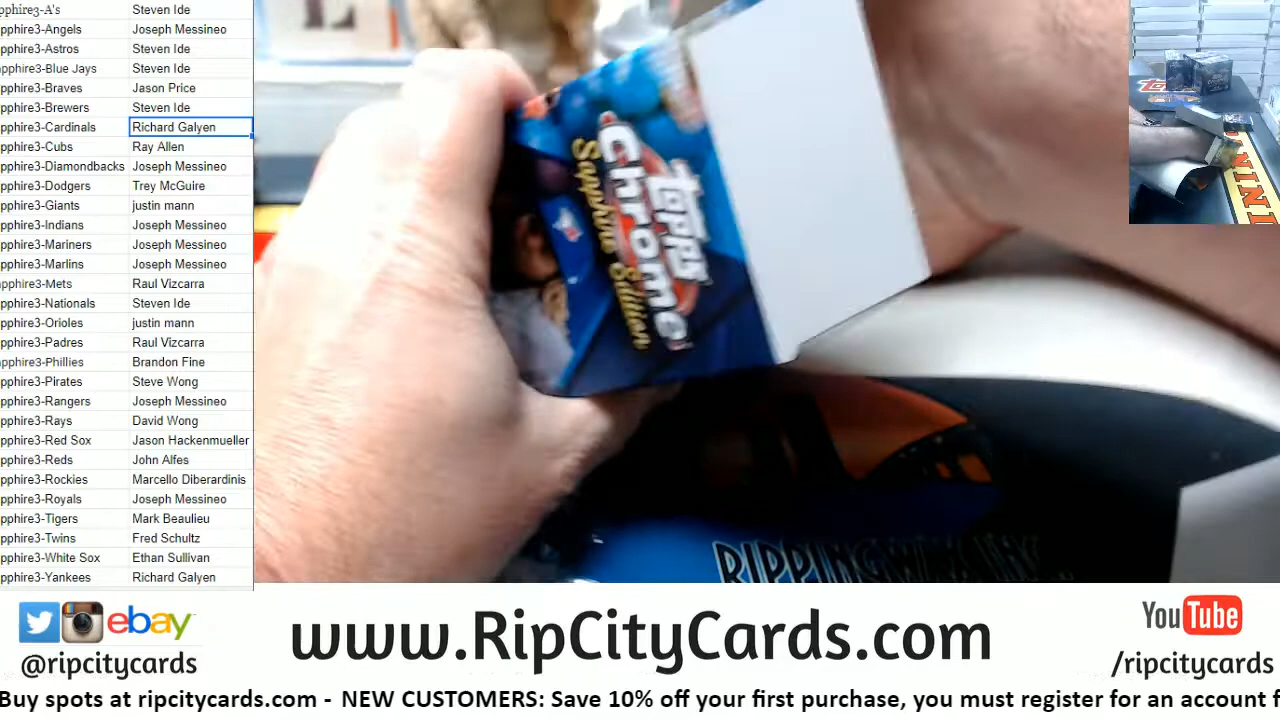 pphire3-A's Steven Ide
pphire3-Angels Joseph Messineo
pphire3-Astros Steven Ide
pphire3-Blue Jays Steven Ide
pphire3-Braves Jason Price
pphire3-Brewers Steven Ide
pphire3-Cardinals Richard Galyen
pphire3-Cubs Ray Allen
pphire3-Diamondbacks Joseph Messineo
pphire3-Dodgers Trey McGuire
pphire3-Giants justin mann
pphire3-Indians Joseph Messineo
pphire3-Mariners Joseph Messineo
pphire3-Marlins Joseph Messineo
pphire3-Mets Raul Vizcarra
pphire3-Nationals Steven Ide
pphire3-Orioles justin mann
pphire3-Padres Raul Vizcarra
pphire3-Phillies Brandon Fine
pphire3-Pirates Steve Wong
pphire3-Rangers Joseph Messineo
pphire3-Rays David Wong
pphire3-Red Sox Jason Hackenmueller
pphire3-Reds John Alfes
pphire3-Rockies Marcello Diberardinis
pphire3-Royals Joseph Messineo
pphire3-Tigers Mark Beaulieu
pphire3-Twins Fred Schultz
pphire3-White Sox Ethan Sullivan
pphire3-Yankees Richard Galyen
Topps
Chrome
Sapphire Edition
ebay
@ripcitycards
www.RipCityCards.com
YouTube
/ripcitycards
Buy spots at ripcitycards.com - NEW CUSTOMERS: Save 10% off your first purchase, you must register for an account f